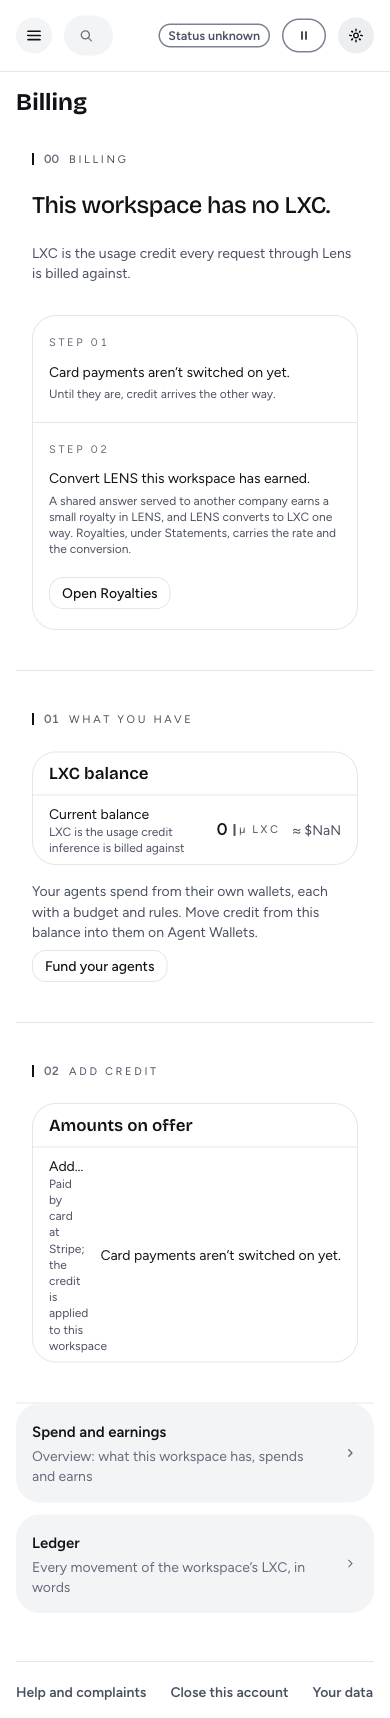 Status unknown
Billing
00 BILLING
This workspace has no LXC.
LXC is the usage credit every request through Lens
is billed against.
STEP 01
Card payments aren’t switched on yet.
Until they are, credit arrives the other way.
STEP 02
Convert LENS this workspace has earned.
A shared answer served to another company earns a
small royalty in LENS, and LENS converts to LXC one
way. Royalties, under Statements, carries the rate and
the conversion.
Open Royalties
01 WHAT YOU HAVE
LXC balance
Current balance
LXC is the usage credit
inference is billed against
0 µ LXC ≈ $NaN
Your agents spend from their own wallets, each
with a budget and rules. Move credit from this
balance into them on Agent Wallets.
Fund your agents
02 ADD CREDIT
Amounts on offer
Add...
Paid
by
card
at
Stripe;
the
credit
is
applied
to this
workspace
Card payments aren’t switched on yet.
Spend and earnings
Overview: what this workspace has, spends
and earns
Ledger
Every movement of the workspace’s LXC, in
words
Help and complaints Close this account Your data